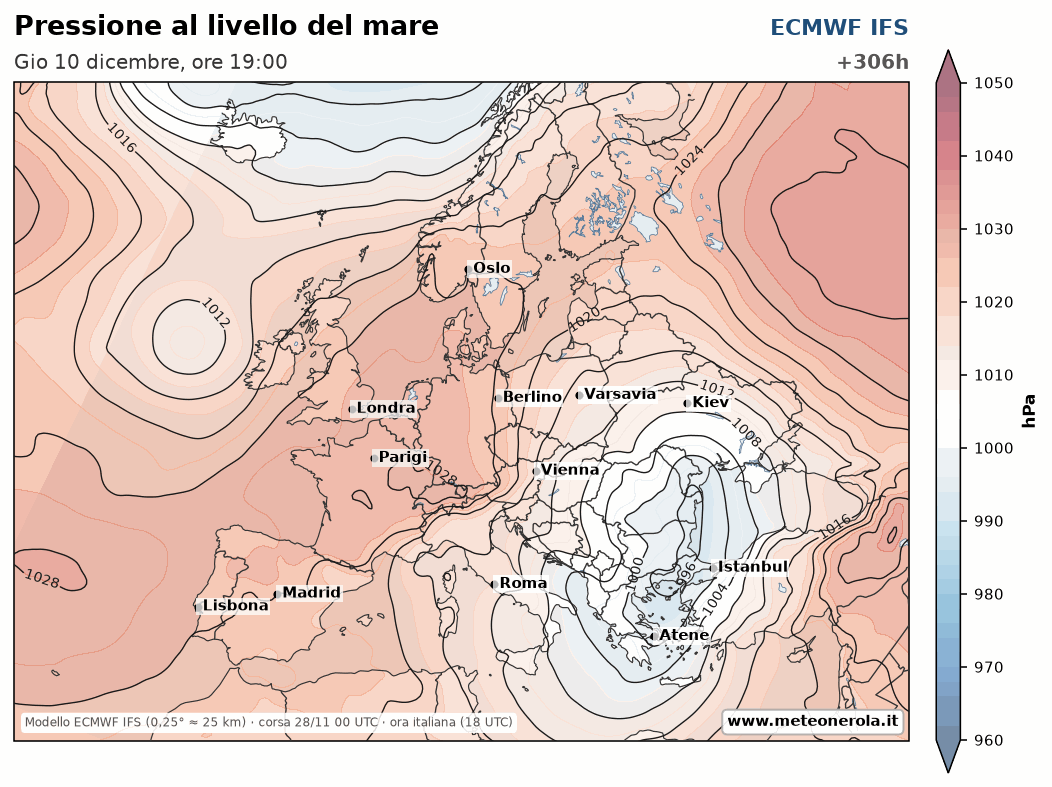 Pressione al livello del mare
ECMWF IFS
Gio 10 dicembre, ore 19:00
+306h
1016
1024
1012
1020
1012
1008
1028
1016
1028
1000
996
1004
Oslo
Berlino
Varsavia
Kiev
Londra
Parigi
Vienna
Istanbul
Roma
Madrid
Lisbona
Atene
1050
1040
1030
1020
1010
1000
990
980
970
960
hPa
Modello ECMWF IFS (0,25° ≈ 25 km) · corsa 28/11 00 UTC · ora italiana (18 UTC)
www.meteonerola.it